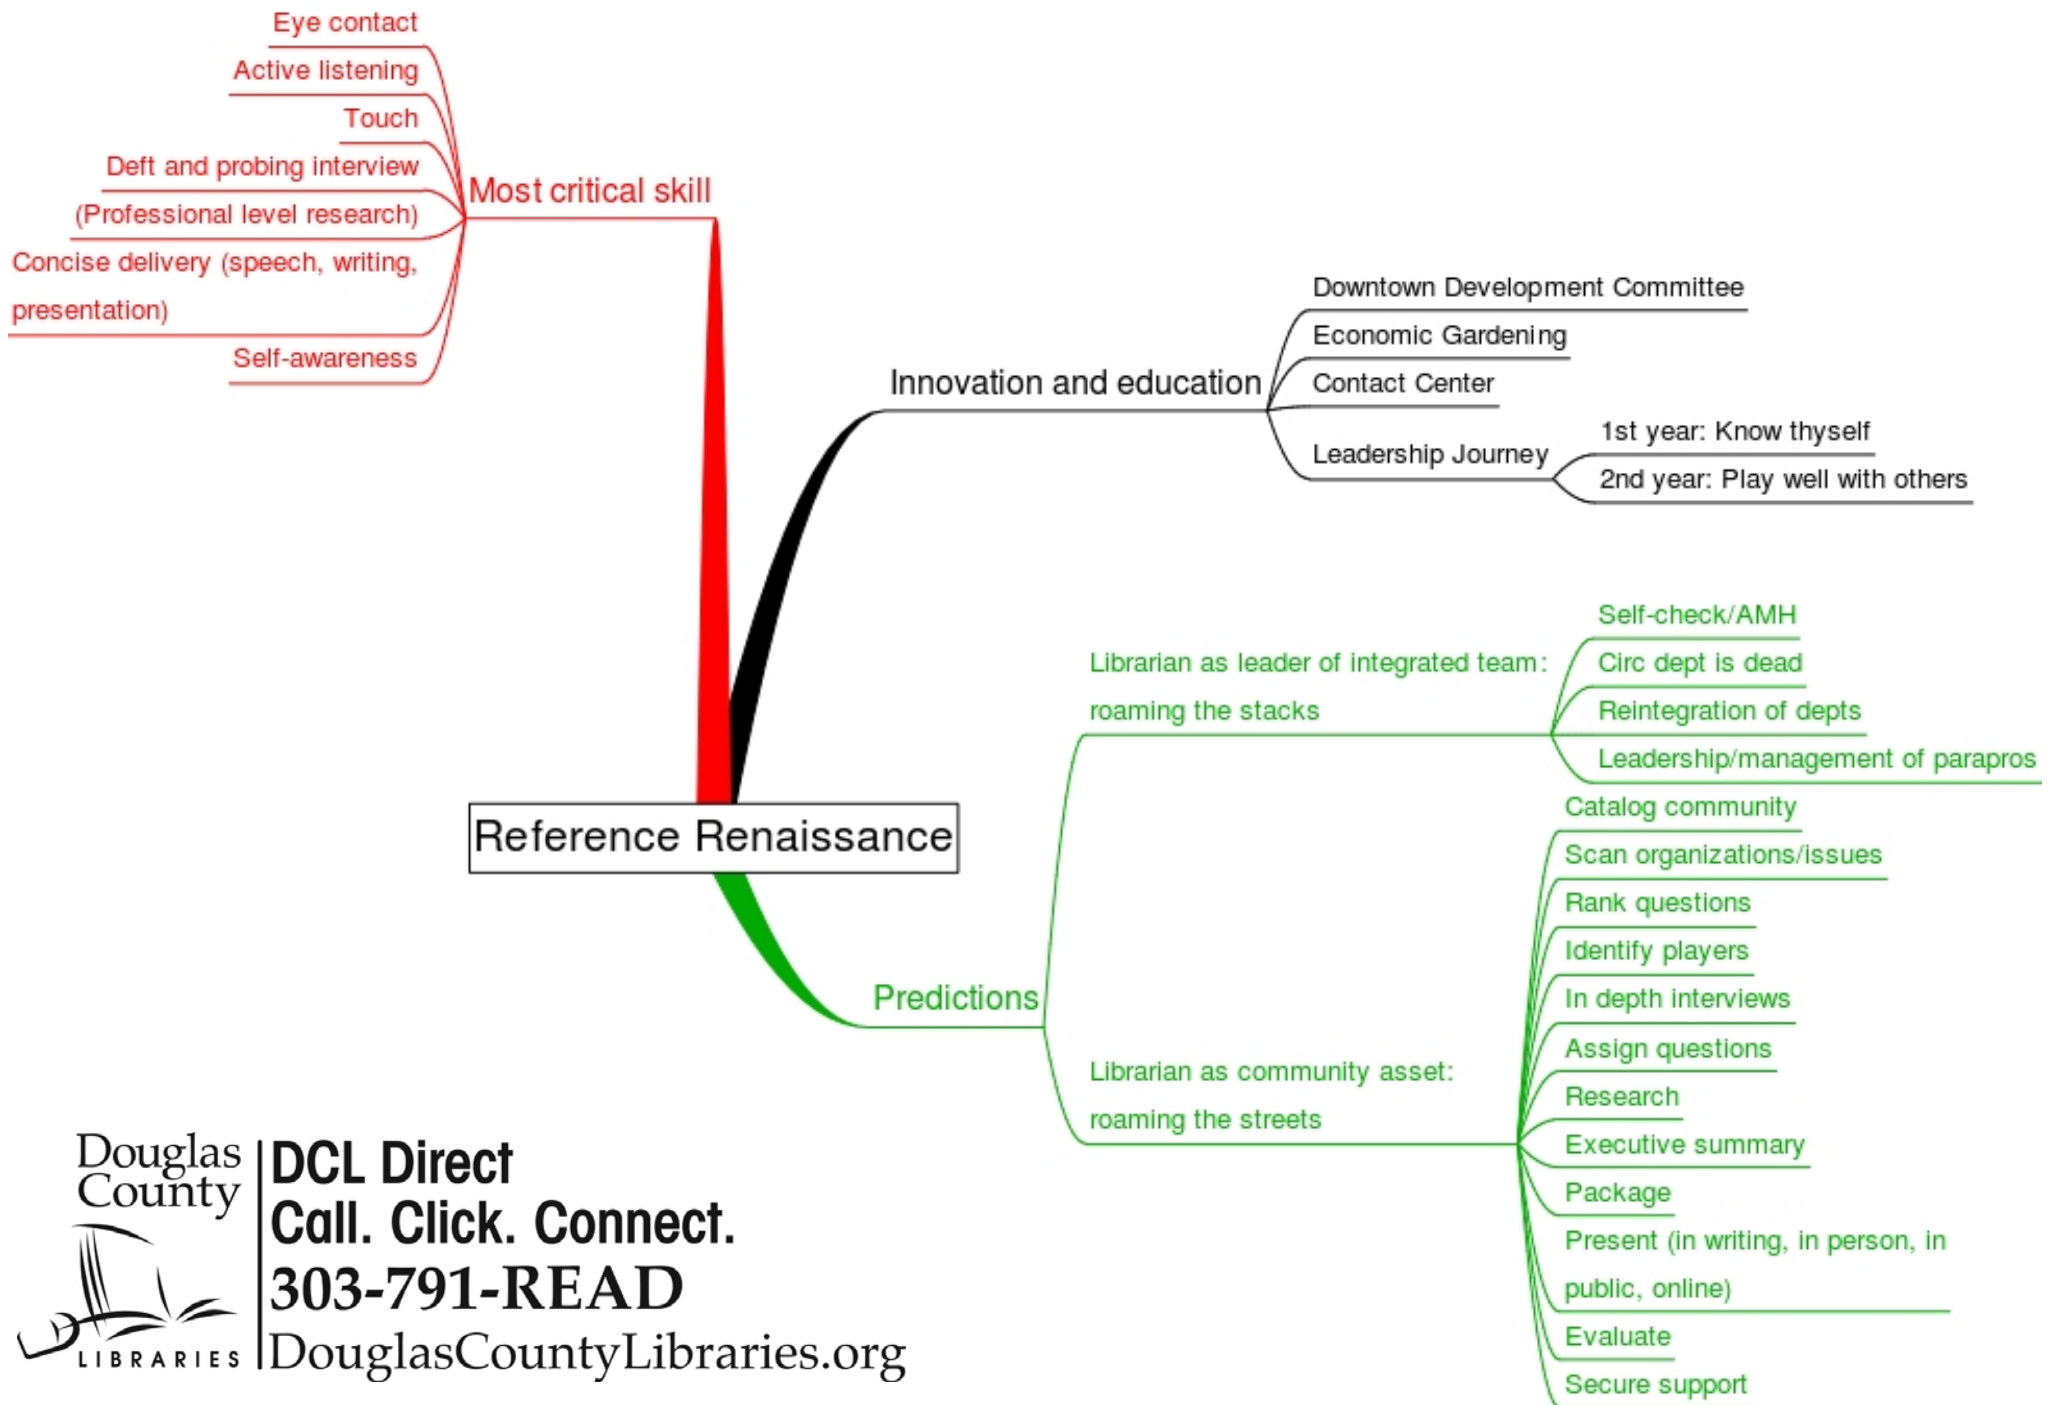 Eye contact
Active listening
Touch
Deft and probing interview
(Professional level research)
Concise delivery (speech, writing,
presentation)
Self-awareness
Most critical skill
Innovation and education
Downtown Development Committee
Economic Gardening
Contact Center
Leadership Journey
1st year: Know thyself
2nd year: Play well with others
Reference Renaissance
Predictions
Librarian as leader of integrated team:
roaming the stacks
Self-check/AMH
Circ dept is dead
Reintegration of depts
Leadership/management of parapros
Librarian as community asset:
roaming the streets
Catalog community
Scan organizations/issues
Rank questions
Identify players
In depth interviews
Assign questions
Research
Executive summary
Package
Present (in writing, in person, in
public, online)
Evaluate
Secure support
Douglas
County
LIBRARIES
DCL Direct
Call. Click. Connect.
303-791-READ
DouglasCountyLibraries.org